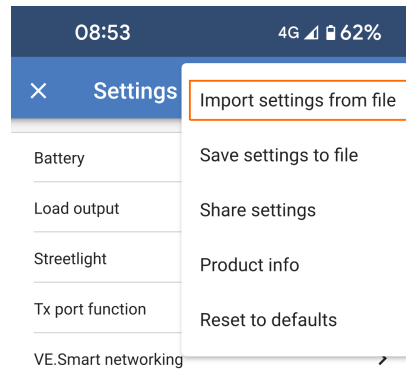 08:53 4G 62%
Settings
Import settings from file
Save settings to file
Share settings
Product info
Reset to defaults
Battery
Load output
Streetlight
Tx port function
VE.Smart networking